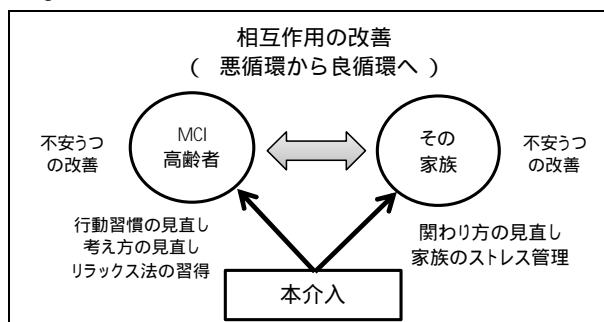 相互作用の改善
( 悪循環から良循環へ )
不安うつ
の改善
MCI
高齢者
その
家族
不安うつ
の改善
行動習慣の見直し
考え方の見直し
リラックス法の習得
関わり方の見直し
家族のストレス管理
本介入